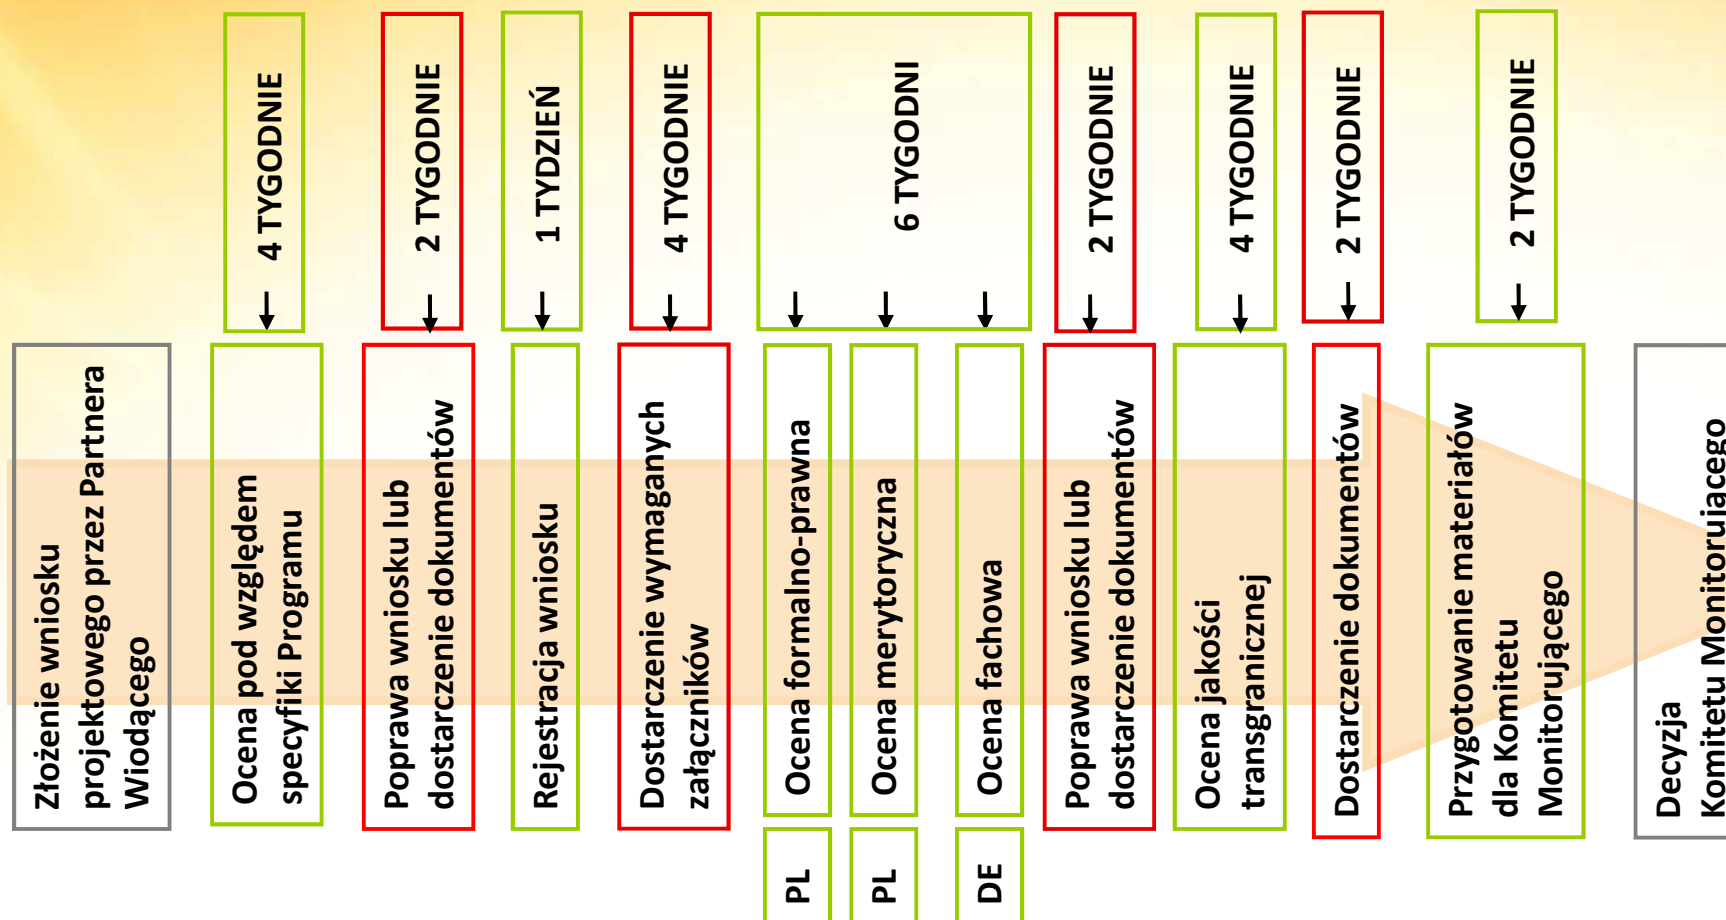 Złożenie wniosku
projektowego przez Partnera
Wiodącego
4 TYGODNIE
Ocena pod względem
specyfiki Programu
2 TYGODNIE
Poprawa wniosku lub
dostarczenie dokumentów
1 TYDZIEŃ
Rejestracja wniosku
4 TYGODNIE
Dostarczenie wymaganych
załączników
6 TYGODNI
PL
Ocena formalno-prawna
PL
Ocena merytoryczna
DE
Ocena fachowa
2 TYGODNIE
Poprawa wniosku lub
dostarczenie dokumentów
4 TYGODNIE
Ocena jakości
transgranicznej
2 TYGODNIE
Dostarczenie dokumentów
2 TYGODNIE
Przygotowanie materiałów
dla Komitetu
Monitorującego
Decyzja
Komitetu Monitorującego